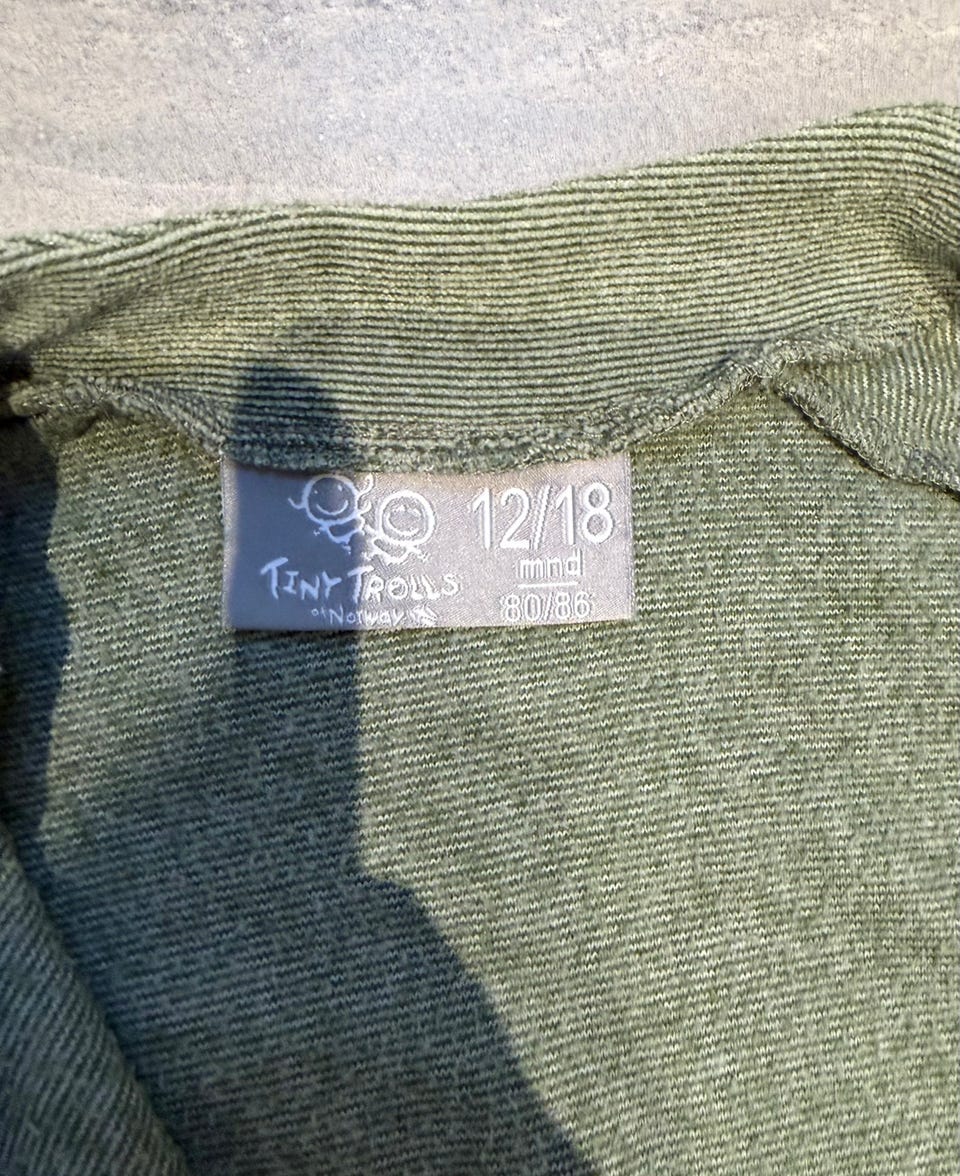 TINY TROLLS
of Norway
12/18
mnd
80/86